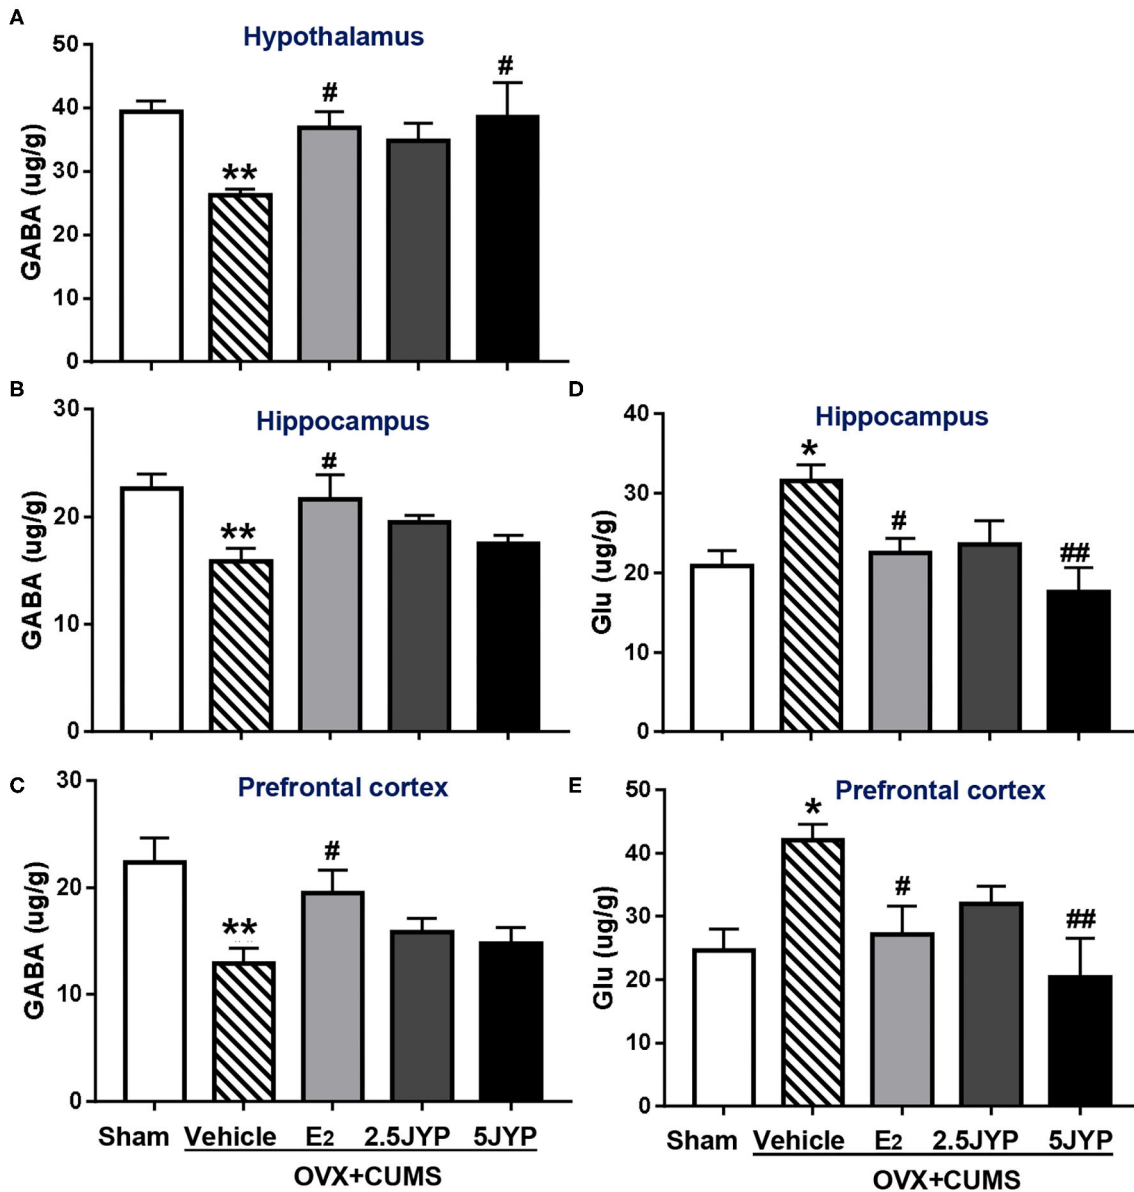 A
Hypothalamus
GABA (ug/g)
50
40
30
20
10
0
**
#
#
B
Hippocampus
GABA (ug/g)
30
20
10
0
**
#
C
Prefrontal cortex
GABA (ug/g)
30
20
10
0
**
#
Sham Vehicle E2 2.5JYP 5JYP
OVX+CUMS
D
Hippocampus
Glu (ug/g)
40
30
20
10
0
*
#
##
E
Prefrontal cortex
Glu (ug/g)
50
40
30
20
10
0
*
#
##
Sham Vehicle E2 2.5JYP 5JYP
OVX+CUMS